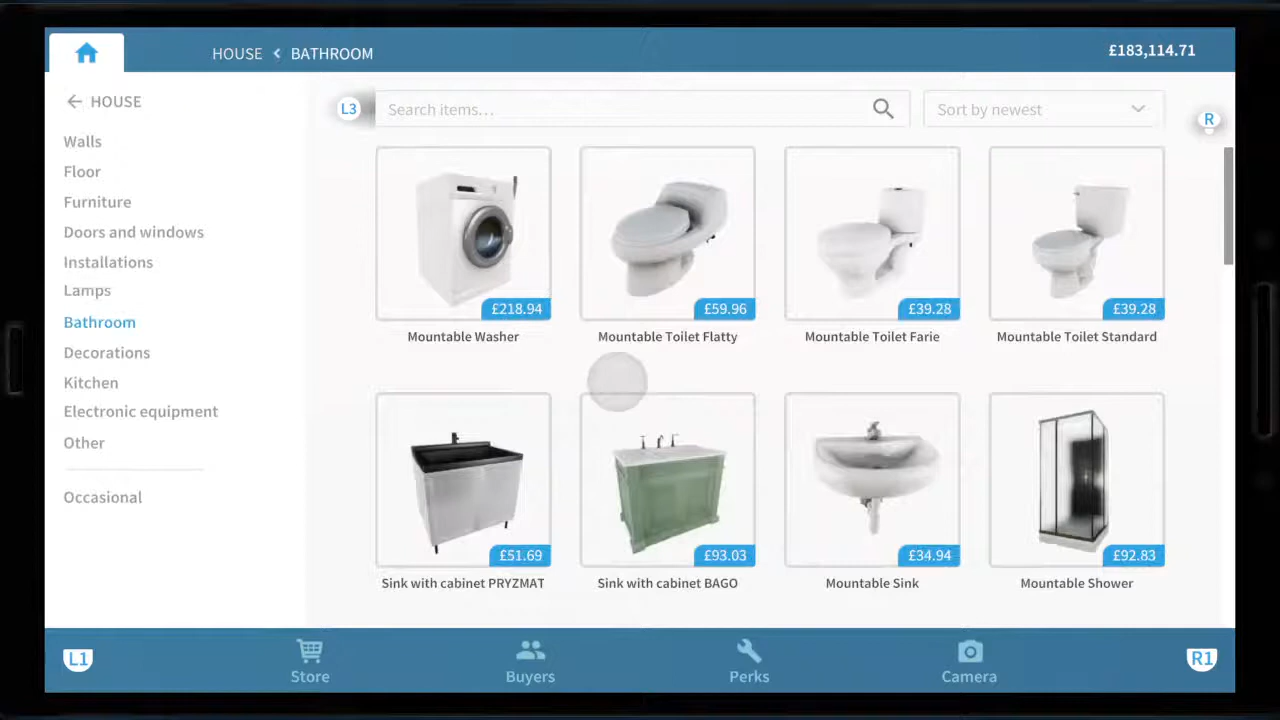 HOUSE < BATHROOM
£183,114.71
HOUSE
Walls
Floor
Furniture
Doors and windows
Installations
Lamps
Bathroom
Decorations
Kitchen
Electronic equipment
Other
Occasional
L3
Search items...
Sort by newest
R
£218.94
£59.96
£39.28
£39.28
Mountable Washer
Mountable Toilet Flatty
Mountable Toilet Farie
Mountable Toilet Standard
£51.69
£93.03
£34.94
£92.83
Sink with cabinet PRYZMAT
Sink with cabinet BAGO
Mountable Sink
Mountable Shower
L1
Store
Buyers
Perks
Camera
R1